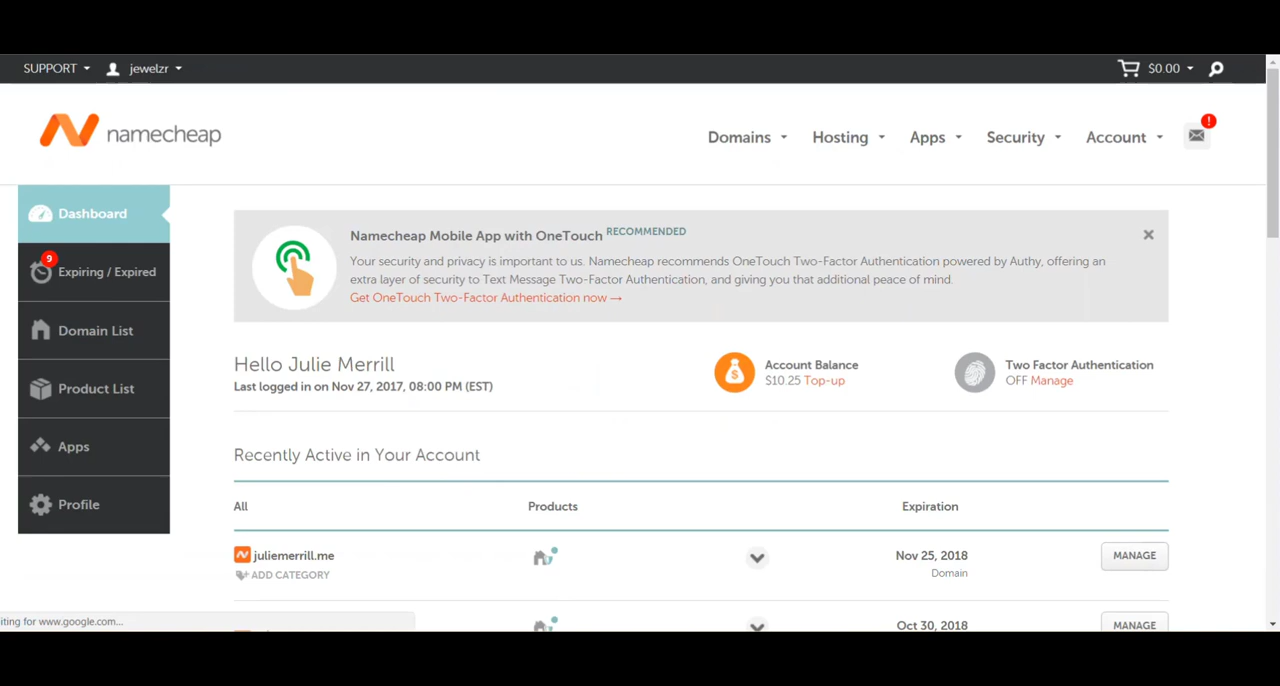 SUPPORT jewelzr $0.00
namecheap
Domains Hosting Apps Security Account !
Dashboard
9
Expiring / Expired
Domain List
Product List
Apps
Profile
Namecheap Mobile App with OneTouch RECOMMENDED
Your security and privacy is important to us. Namecheap recommends OneTouch Two-Factor Authentication powered by Authy, offering an
extra layer of security to Text Message Two-Factor Authentication, and giving you that additional peace of mind.
Get OneTouch Two-Factor Authentication now →
Hello Julie Merrill
Last logged in on Nov 27, 2017, 08:00 PM (EST)
Account Balance
$10.25 Top-up
Two Factor Authentication
OFF Manage
Recently Active in Your Account
All Products Expiration
juliemerrill.me Nov 25, 2018 MANAGE
ADD CATEGORY Domain
Oct 30, 2018 MANAGE
iting for www.google.com...